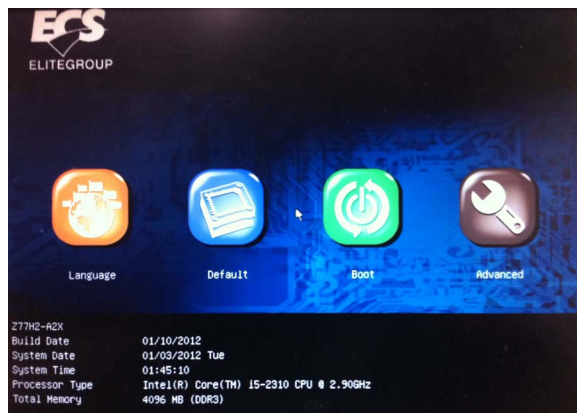 ECS
ELITEGROUP
Language Default Boot Advanced
Z77H2-A2X
Build Date 01/10/2012
System Date 01/03/2012 Tue
System Time 01:45:10
Processor Type Intel(R) Core(TM) i5-2310 CPU @ 2.90GHz
Total Memory 4096 MB (DDR3)